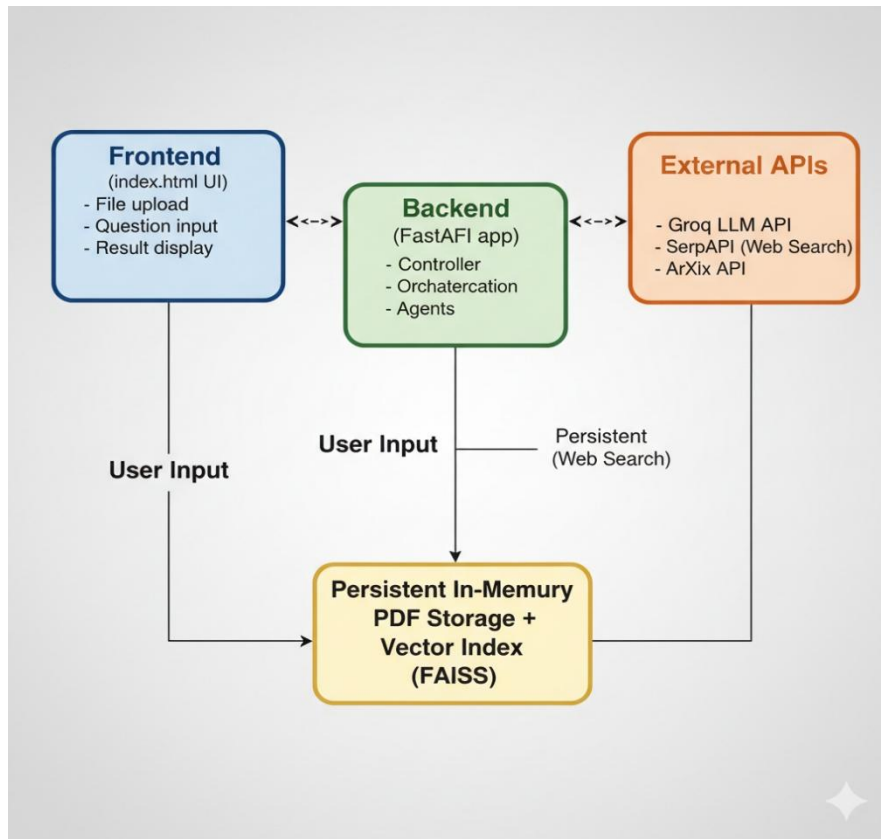 Frontend
(index.html UI)
- File upload
- Question input
- Result display
Backend
(FastAFI app)
- Controller
- Orchatercation
- Agents
External APIs
- Groq LLM API
- SerpAPI (Web Search)
- ArXix API
User Input
User Input
Persistent
(Web Search)
Persistent In-Memury
PDF Storage +
Vector Index
(FAISS)